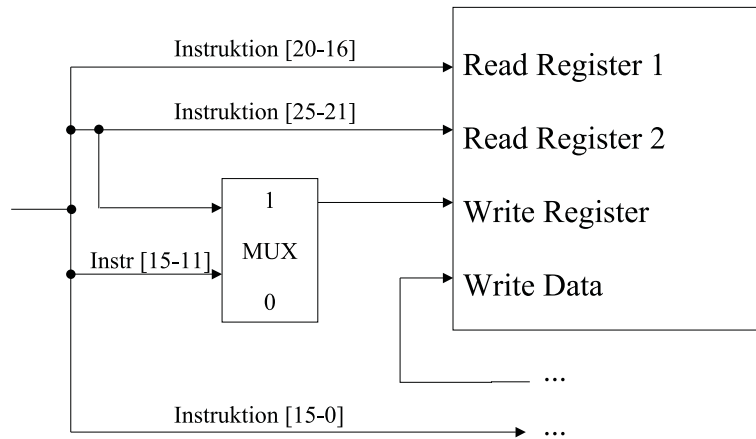 Instruktion [20-16]
Read Register 1
Instruktion [25-21]
Read Register 2
1
Write Register
MUX
Instr [15-11]
0
Write Data
...
Instruktion [15-0]
...